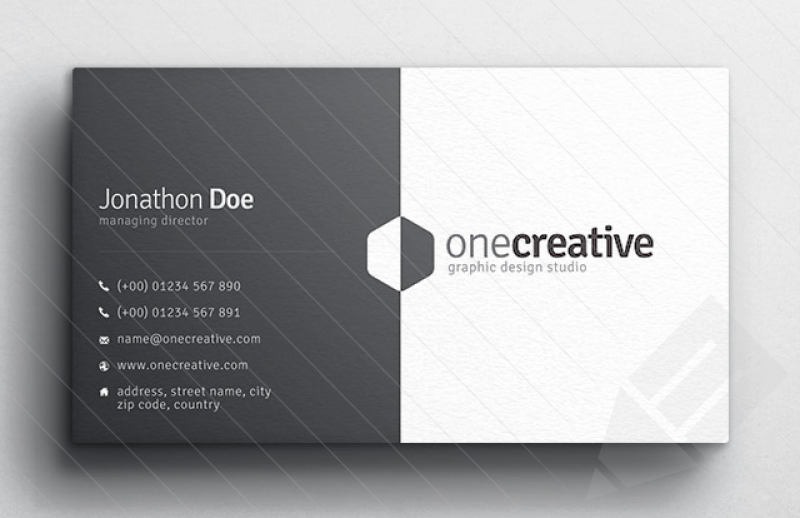 Jonathon Doe
managing director
(+00) 01234 567 890
(+00) 01234 567 891
name@onecreative.com
www.onecreative.com
address, street name, city
zip code, country
onecreative
graphic design studio